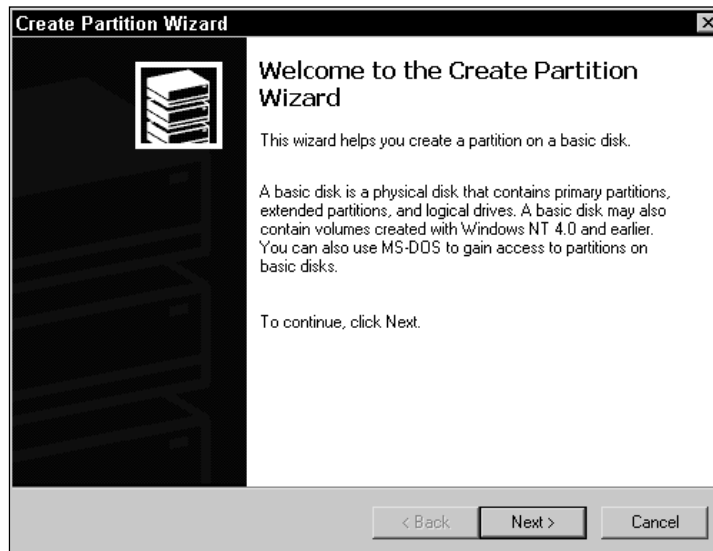 Create Partition Wizard
Welcome to the Create Partition
Wizard
This wizard helps you create a partition on a basic disk.
A basic disk is a physical disk that contains primary partitions,
extended partitions, and logical drives. A basic disk may also
contain volumes created with Windows NT 4.0 and earlier.
You can also use MS-DOS to gain access to partitions on
basic disks.
To continue, click Next.
< Back
Next >
Cancel